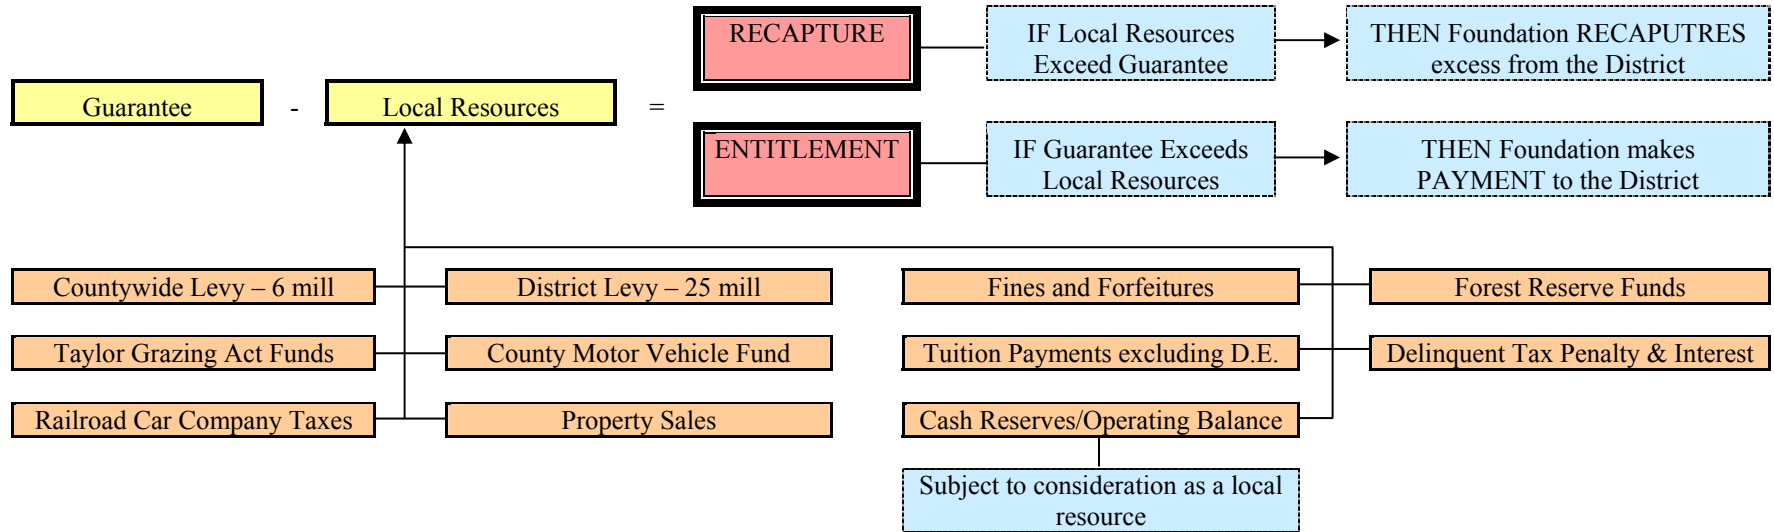 RECAPTURE
IF Local Resources
Exceed Guarantee
THEN Foundation RECAPUTRES
excess from the District
Guarantee
-
Local Resources
=
ENTITLEMENT
IF Guarantee Exceeds
Local Resources
THEN Foundation makes
PAYMENT to the District
Countywide Levy – 6 mill
District Levy – 25 mill
Fines and Forfeitures
Forest Reserve Funds
Taylor Grazing Act Funds
County Motor Vehicle Fund
Tuition Payments excluding D.E.
Delinquent Tax Penalty & Interest
Railroad Car Company Taxes
Property Sales
Cash Reserves/Operating Balance
Subject to consideration as a local
resource